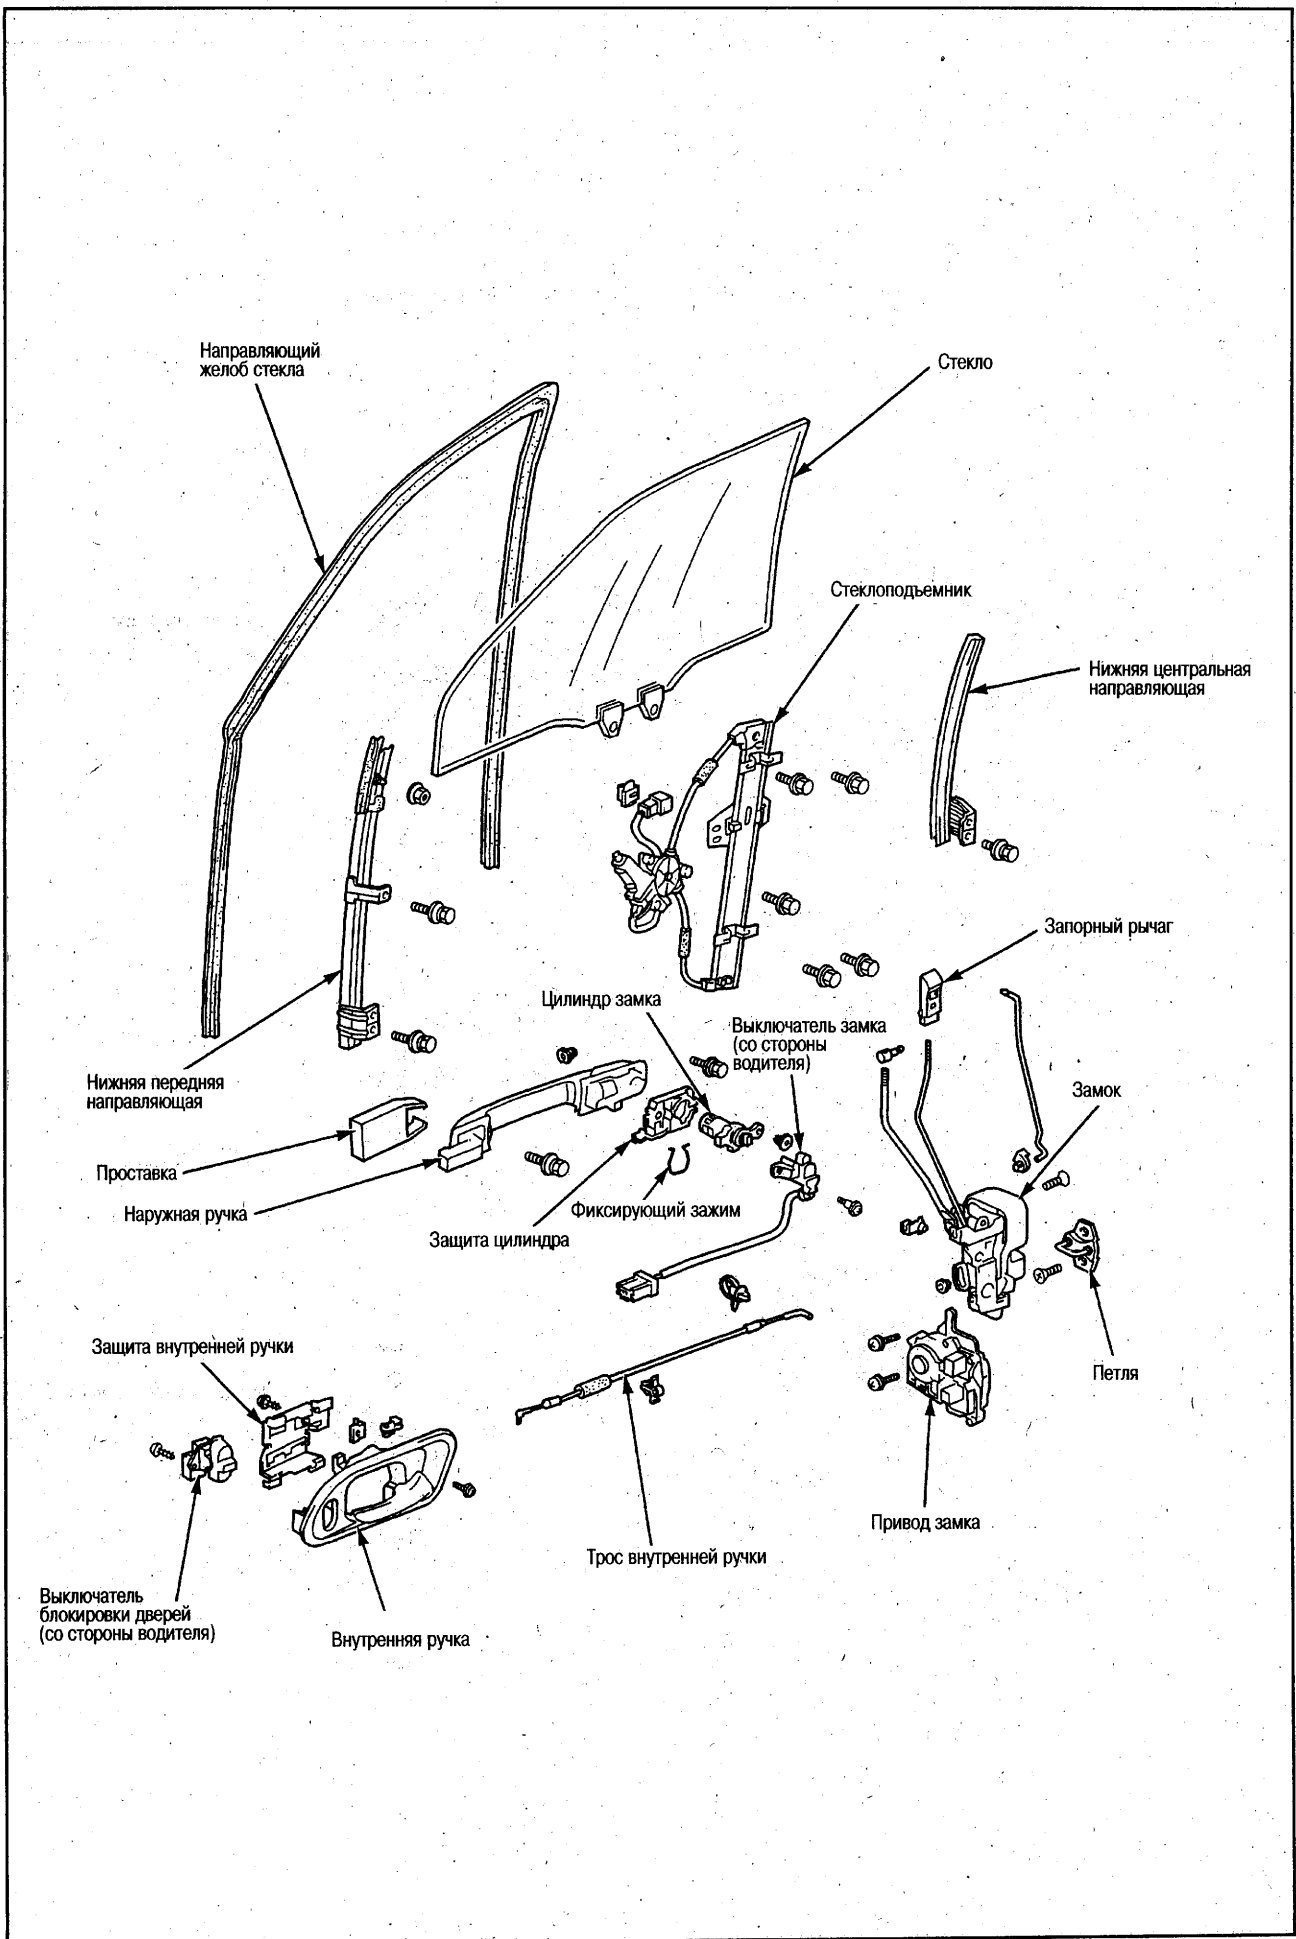 Направляющий
желоб стекла
Стекло
Стеклоподъемник
Нижняя центральная
направляющая
Запорный рычаг
Цилиндр замка
Выключатель замка
(со стороны
водителя)
Нижняя передняя
направляющая
Замок
Проставка
Наружная ручка
Фиксирующий зажим
Защита цилиндра
Защита внутренней ручки
Петля
Привод замка
Трос внутренней ручки
Выключатель
блокировки дверей
(со стороны водителя)
Внутренняя ручка